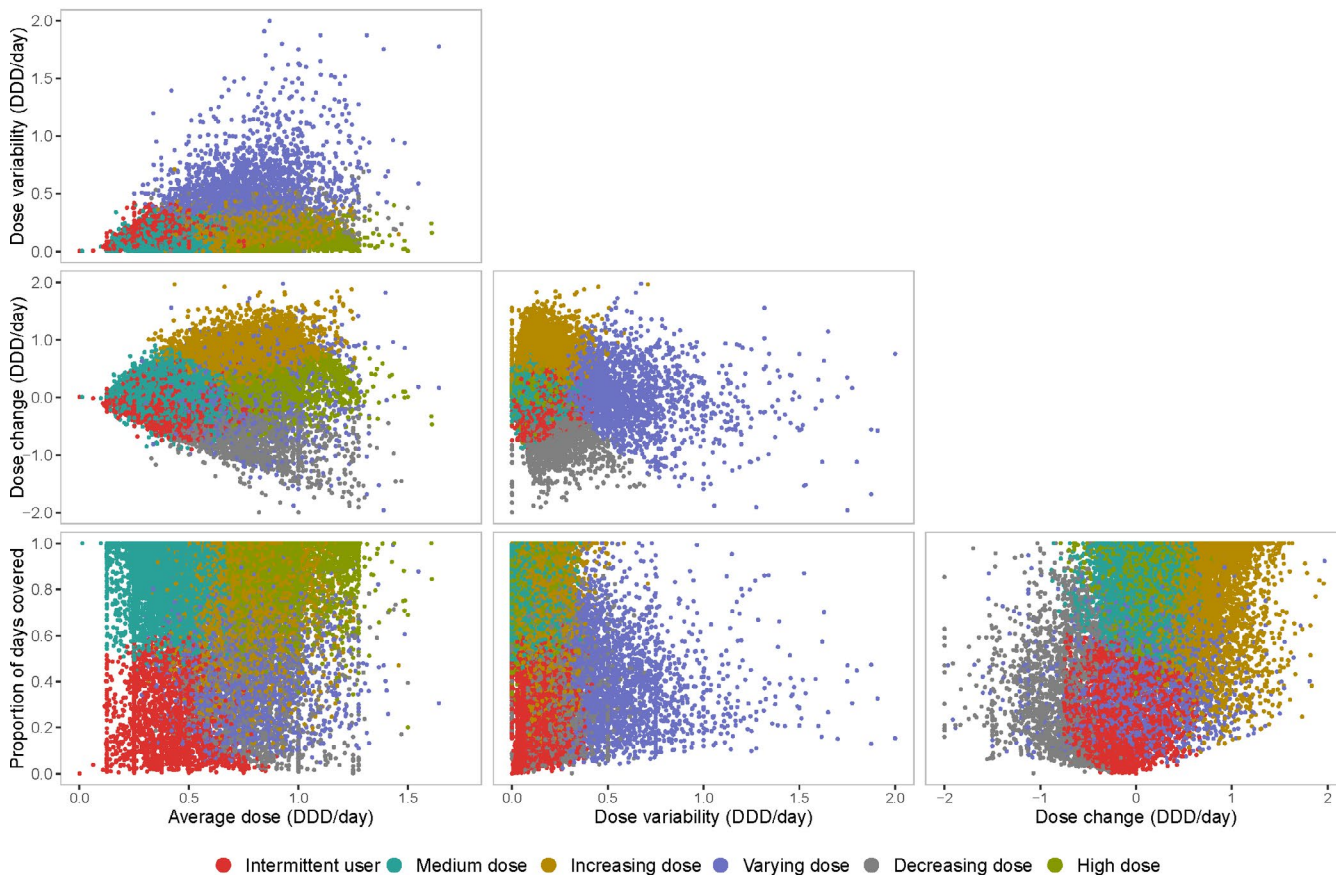 2.0
1.5
1.0
0.5
0.0
Dose variability (DDD/day)
2.0
1.0
0.0
−1.0
−2.0
Dose change (DDD/day)
1.0
0.8
0.6
0.4
0.2
0.0
Proportion of days covered
0.0 0.5 1.0 1.5
Average dose (DDD/day)
0.0 0.5 1.0 1.5 2.0
Dose variability (DDD/day)
−2 −1 0 1 2
Dose change (DDD/day)
Intermittent user Medium dose Increasing dose Varying dose Decreasing dose High dose